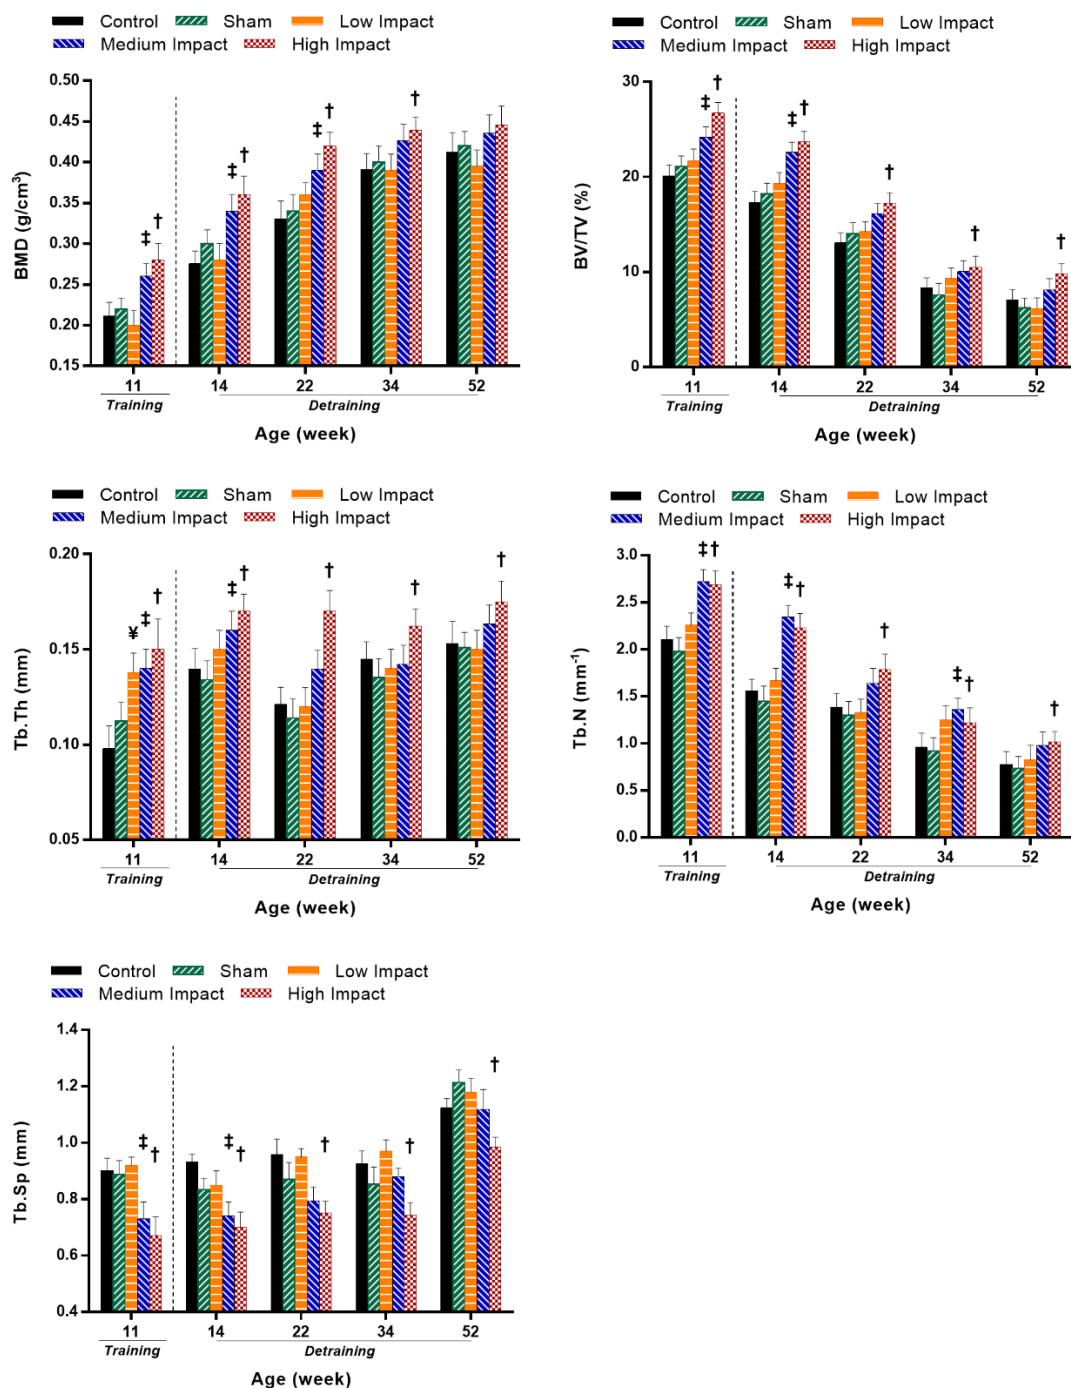 Control Sham Low Impact
Medium Impact High Impact
BMD (g/cm³)
0.50
0.45
0.40
0.35
0.30
0.25
0.20
0.15
‡ †
‡ †
‡ †
†
11 14 22 34 52
Training Detraining
Age (week)
Control Sham Low Impact
Medium Impact High Impact
BV/TV (%)
30
20
10
0
‡ †
‡ †
†
†
†
11 14 22 34 52
Training Detraining
Age (week)
Control Sham Low Impact
Medium Impact High Impact
Tb.Th (mm)
0.20
0.15
0.10
0.05
¥ ‡ †
‡ †
†
†
†
11 14 22 34 52
Training Detraining
Age (week)
Control Sham Low Impact
Medium Impact High Impact
Tb.N (mm⁻¹)
3.0
2.5
2.0
1.5
1.0
0.5
0.0
‡ †
‡ †
†
‡ †
†
11 14 22 34 52
Training Detraining
Age (week)
Control Sham Low Impact
Medium Impact High Impact
Tb.Sp (mm)
1.4
1.2
1.0
0.8
0.6
0.4
‡ †
‡ †
†
†
†
11 14 22 34 52
Training Detraining
Age (week)